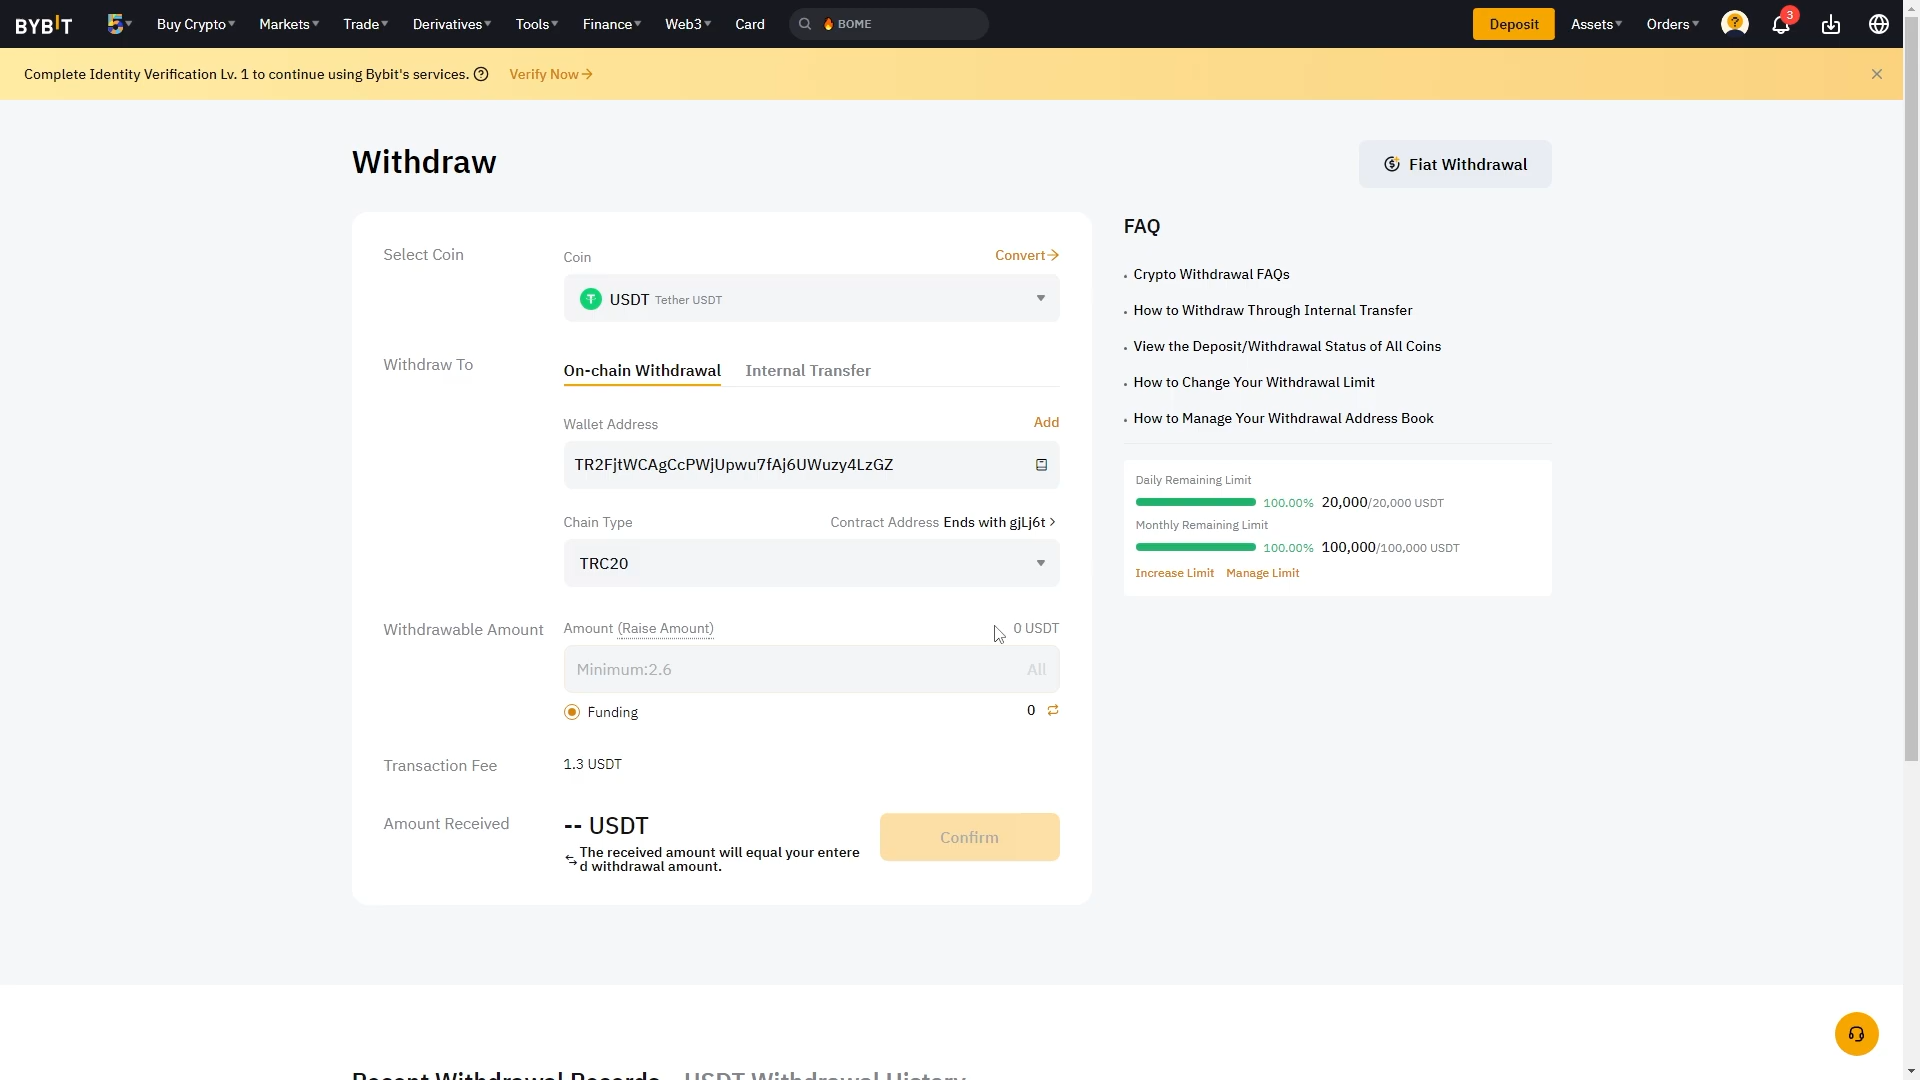 BYBIT Buy Crypto Markets Trade Derivatives Tools Finance Web3 Card BOME Deposit Assets Orders 3
Complete Identity Verification Lv. 1 to continue using Bybit's services. Verify Now
Withdraw
Fiat Withdrawal
Select Coin
Coin
Convert
USDT Tether USDT
Withdraw To
On-chain Withdrawal Internal Transfer
Wallet Address
Add
TR2FjtWCAgCcPWjUpwu7fAj6UWuzy4LzGZ
Chain Type
Contract Address Ends with gjLj6t
TRC20
Withdrawable Amount
Amount (Raise Amount)
0 USDT
Minimum:2.6
All
Funding
0
Transaction Fee
1.3 USDT
Amount Received
-- USDT
The received amount will equal your entere
d withdrawal amount.
Confirm
FAQ
Crypto Withdrawal FAQs
How to Withdraw Through Internal Transfer
View the Deposit/Withdrawal Status of All Coins
How to Change Your Withdrawal Limit
How to Manage Your Withdrawal Address Book
Daily Remaining Limit
100.00% 20,000/20,000 USDT
Monthly Remaining Limit
100.00% 100,000/100,000 USDT
Increase Limit Manage Limit
Recent Withdrawal Records USDT Withdrawal History